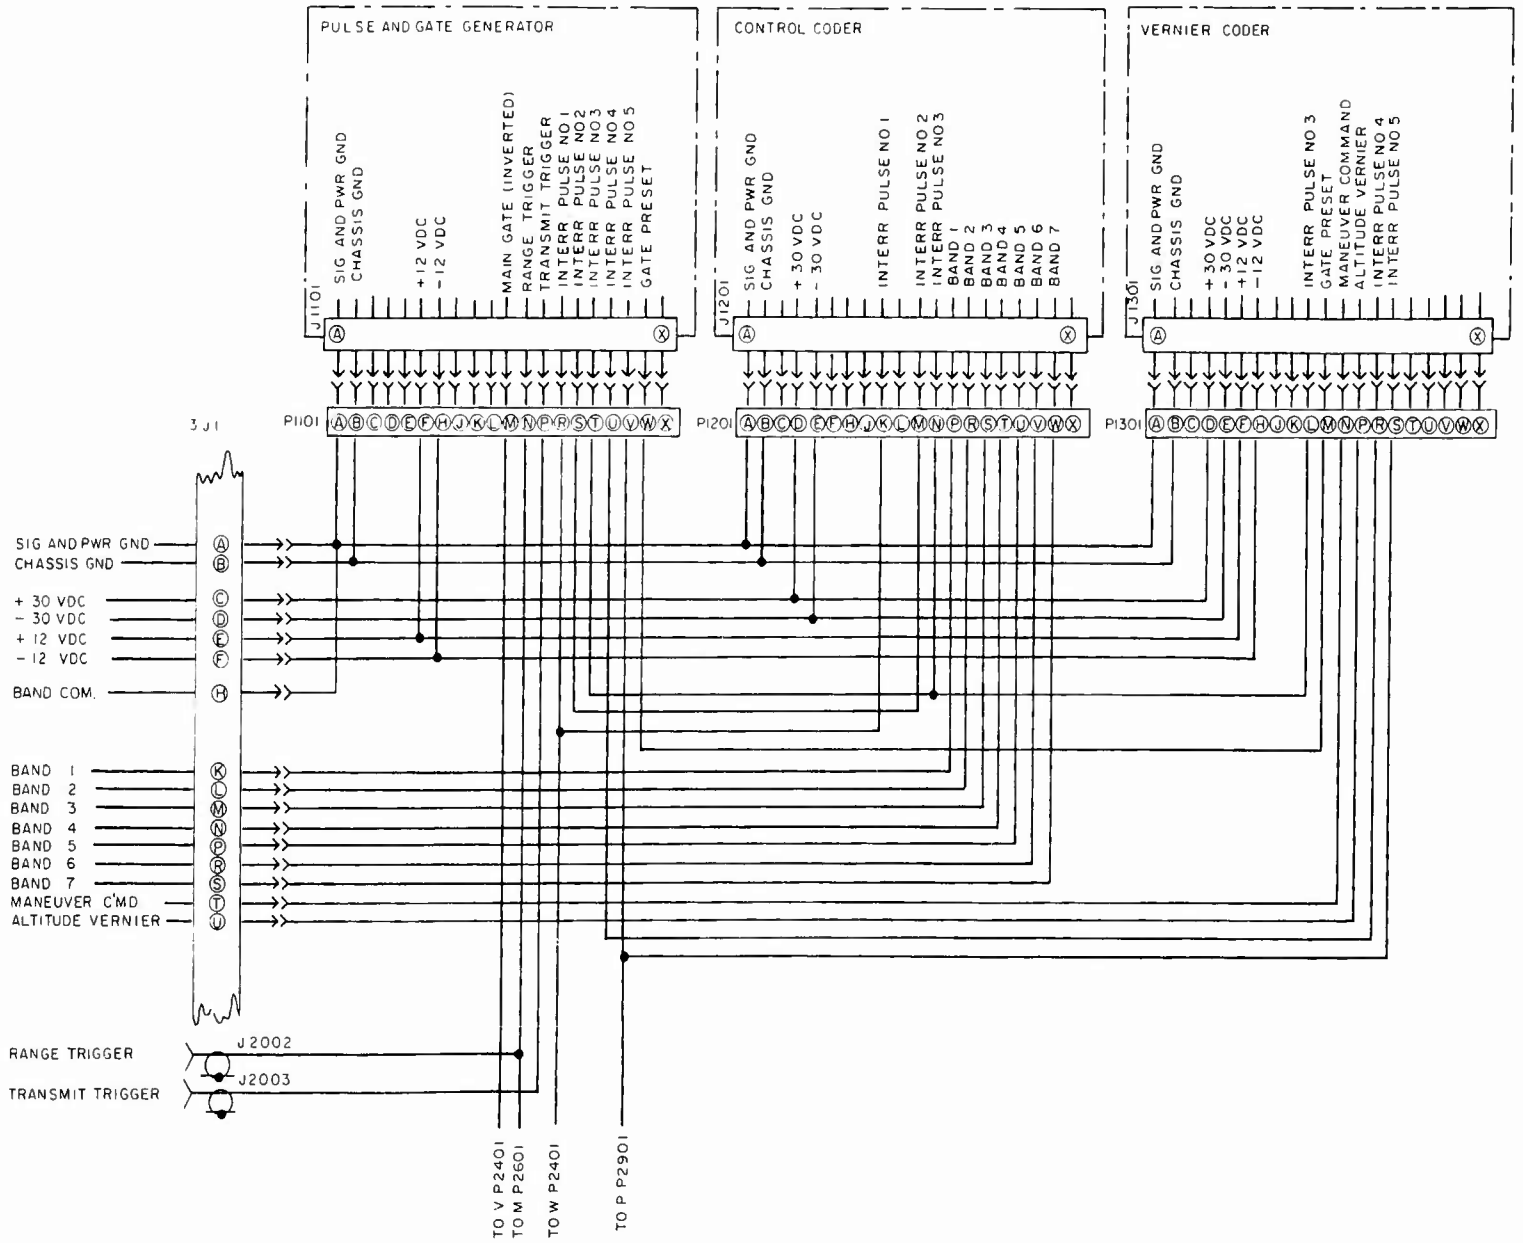 PULSE AND GATE GENERATOR
SIG AND PWR GND
CHASSIS GND
+12 VDC
-12 VDC
MAIN GATE (INVERTED)
RANGE TRIGGER
TRANSMIT TRIGGER
INTERR PULSE NO 1
INTERR PULSE NO 2
INTERR PULSE NO 3
INTERR PULSE NO 4
INTERR PULSE NO 5
GATE PRESET
J1101
A X
P1101 A B C D E F H J K L M N P R S T U V W X
CONTROL CODER
SIG AND PWR GND
CHASSIS GND
+30 VDC
-30 VDC
INTERR PULSE NO 1
INTERR PULSE NO 2
INTERR PULSE NO 3
BAND 1
BAND 2
BAND 3
BAND 4
BAND 5
BAND 6
BAND 7
J1201
A X
P1201 A B C D E F H J K L M N P R S T U V W X
VERNIER CODER
SIG AND PWR GND
CHASSIS GND
+30 VDC
-30 VDC
+12 VDC
-12 VDC
INTERR PULSE NO 3
GATE PRESET
MANEUVER COMMAND
ALTITUDE VERNIER
INTERR PULSE NO 4
INTERR PULSE NO 5
J1301
A X
P1301 A B C D E F H J K L M N P R S T U V W X
3J1
SIG AND PWR GND A
CHASSIS GND B
+ 30 VDC C
- 30 VDC D
+ 12 VDC E
- 12 VDC F
BAND COM. H
BAND 1 K
BAND 2 L
BAND 3 M
BAND 4 N
BAND 5 P
BAND 6 R
BAND 7 S
MANEUVER C'MD T
ALTITUDE VERNIER U
RANGE TRIGGER J2002
TRANSMIT TRIGGER J2003
TO V P2401
TO M P2601
TO W P2401
TO P P2901